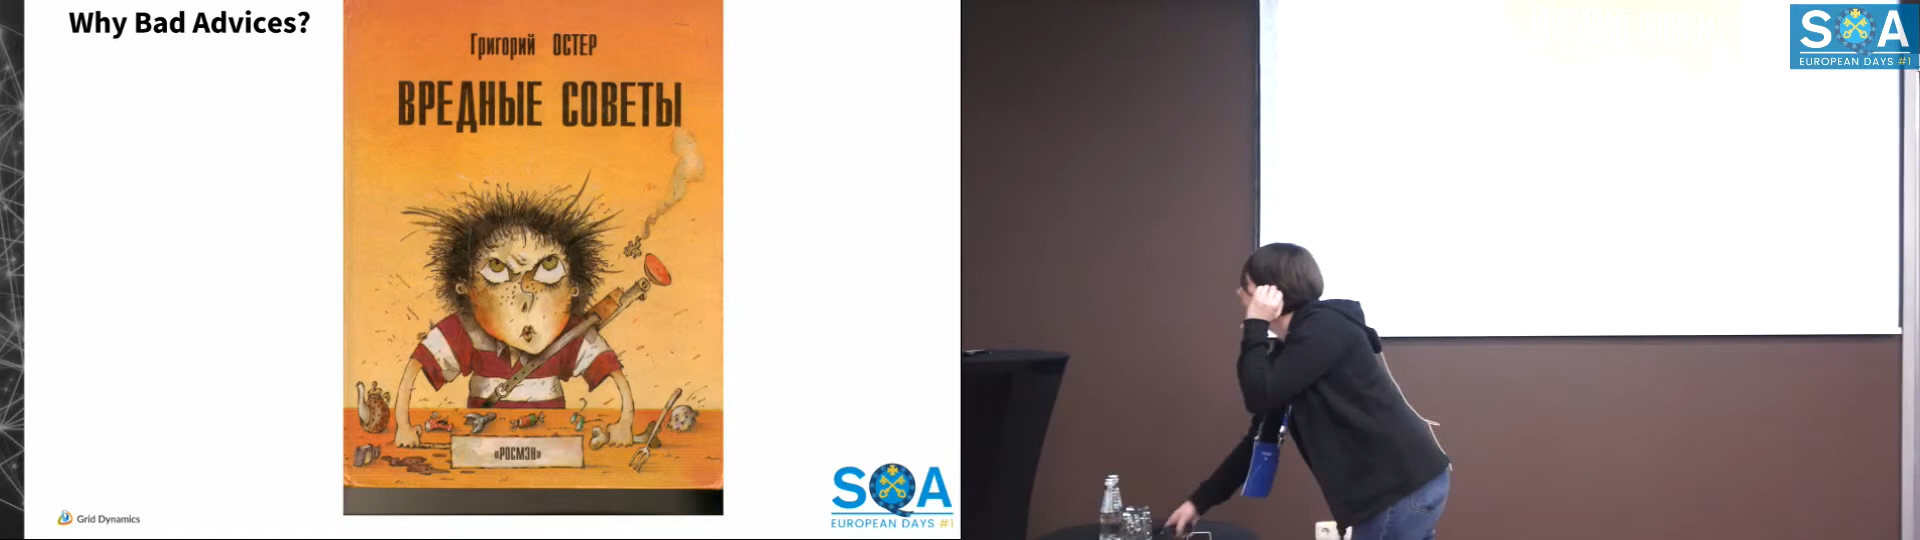 Why Bad Advices?
Григорий ОСТЕР
ВРЕДНЫЕ СОВЕТЫ
«РОСМЭН»
Grid Dynamics
SQA
EUROPEAN DAYS #1
SQA
EUROPEAN DAYS #1